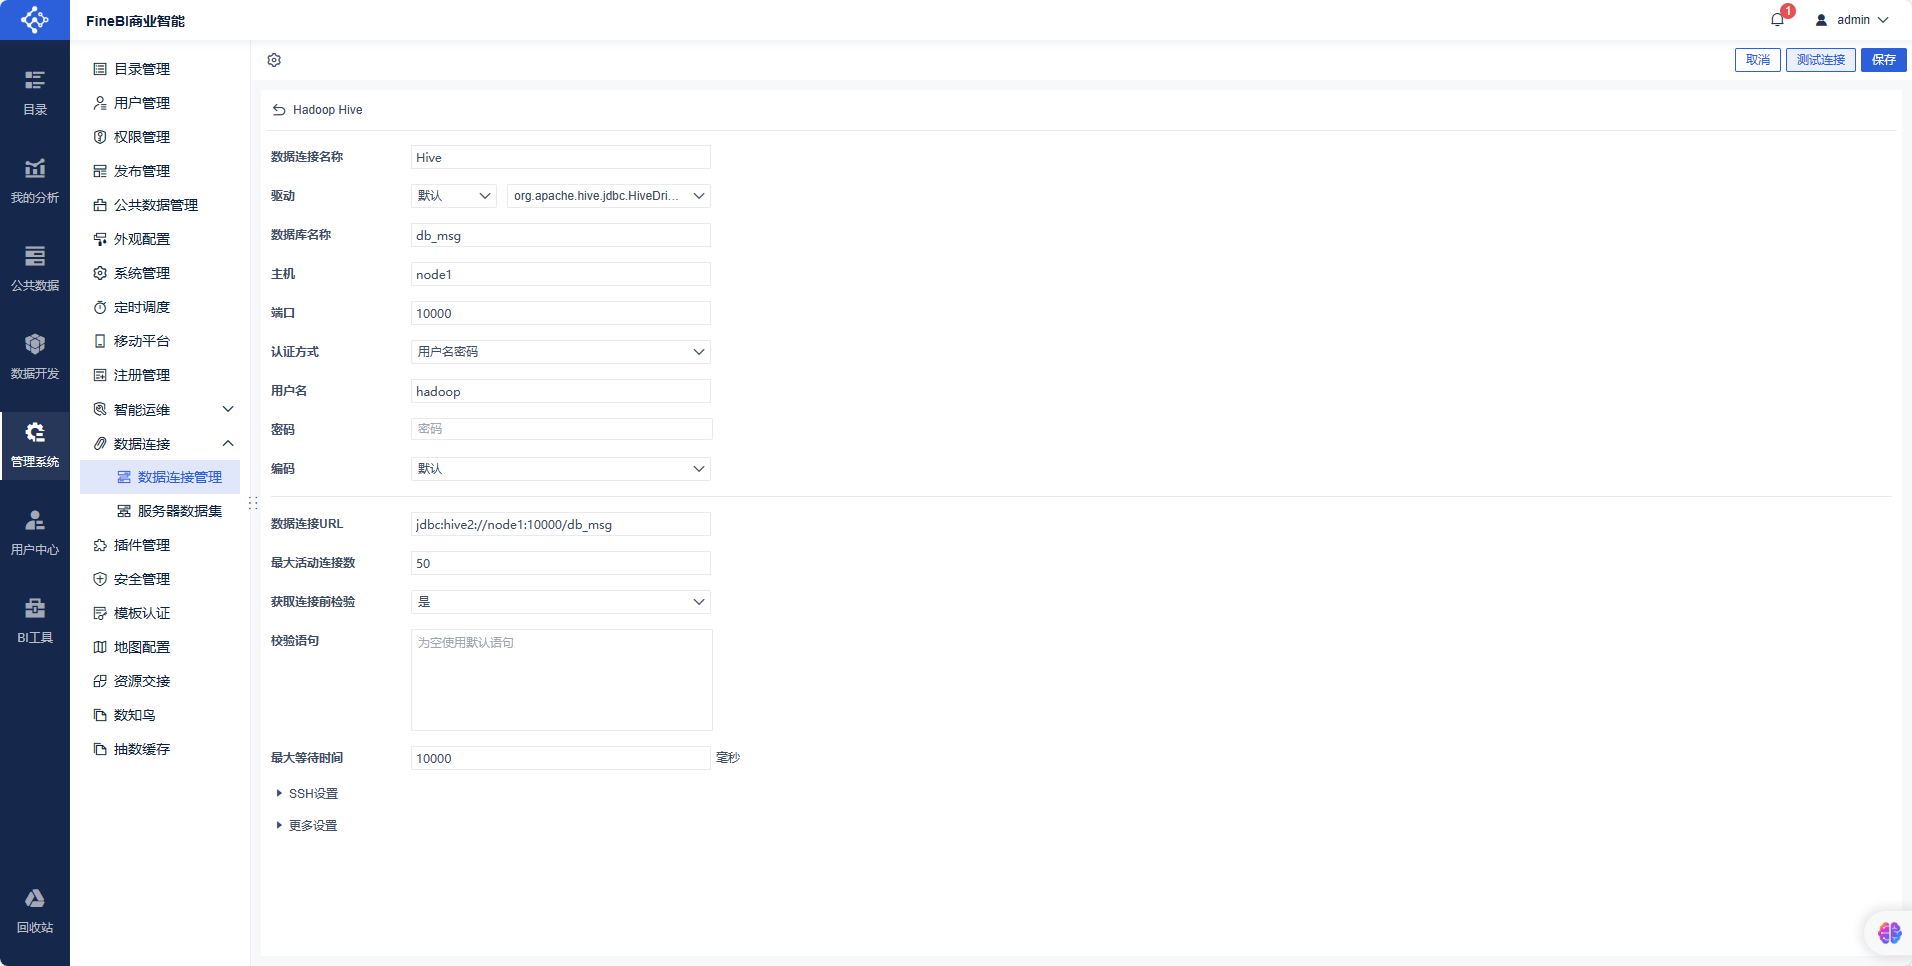 FineBI商业智能
1
admin
目录
我的分析
公共数据
数据开发
管理系统
用户中心
BI工具
回收站
目录管理
用户管理
权限管理
发布管理
公共数据管理
外观配置
系统管理
定时调度
移动平台
注册管理
智能运维
数据连接
数据连接管理
服务器数据集
插件管理
安全管理
模板认证
地图配置
资源交接
数知鸟
抽数缓存
取消 测试连接 保存
Hadoop Hive
数据连接名称 Hive
驱动 默认 org.apache.hive.jdbc.HiveDri...
数据库名称 db_msg
主机 node1
端口 10000
认证方式 用户名密码
用户名 hadoop
密码 密码
编码 默认
数据连接URL jdbc:hive2://node1:10000/db_msg
最大活动连接数 50
获取连接前检验 是
校验语句 为空使用默认语句
最大等待时间 10000 毫秒
SSH设置
更多设置